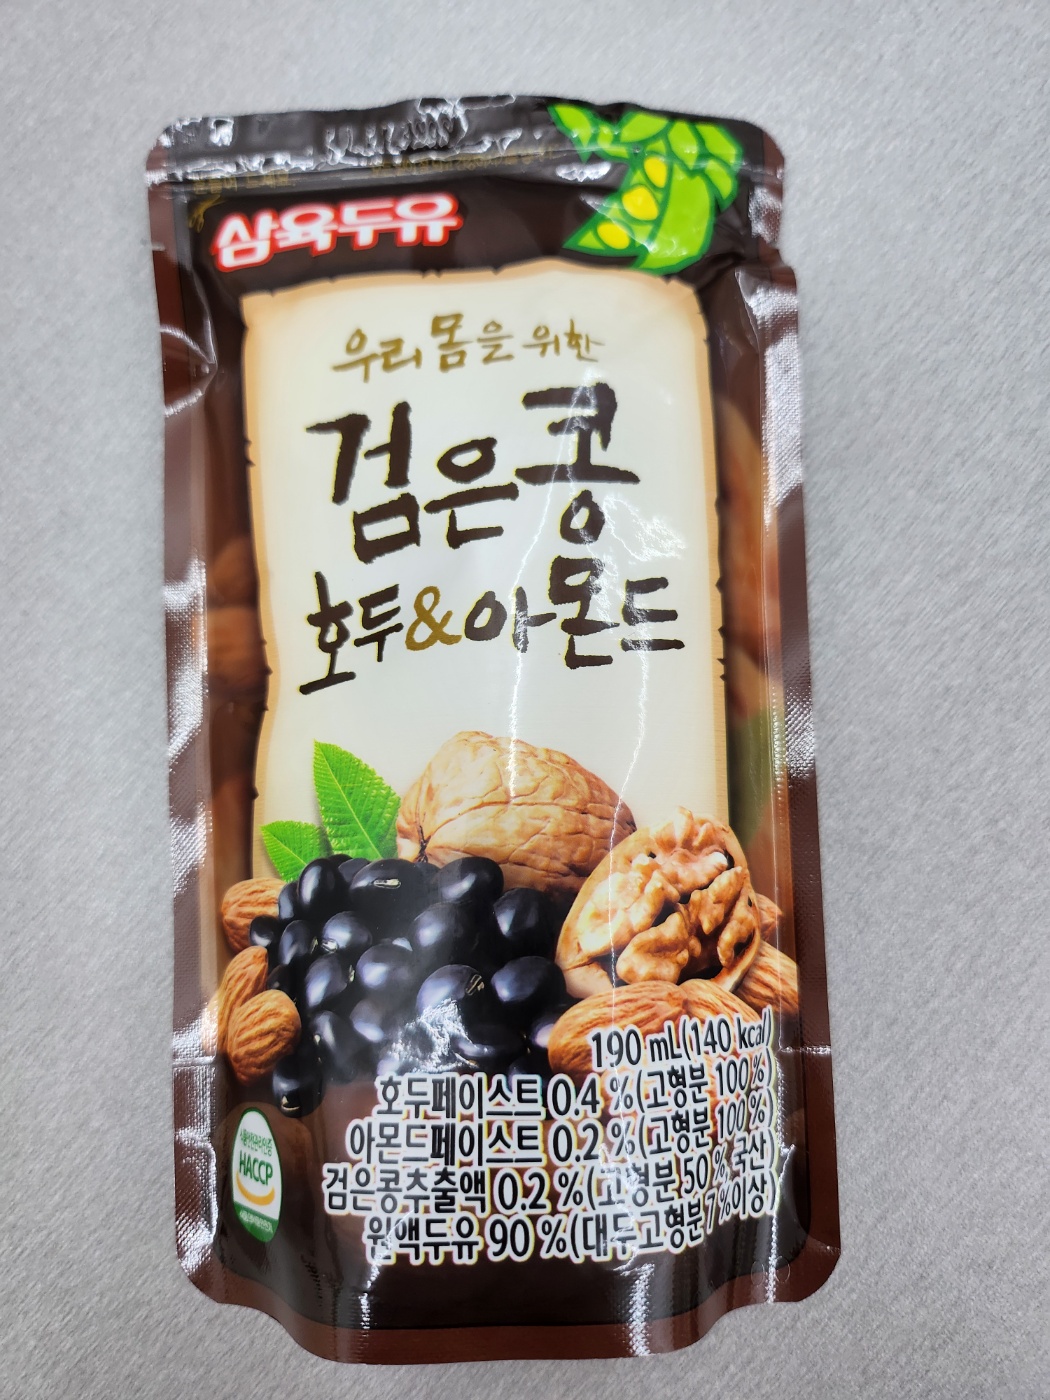 삼육두유
우리 몸을 위한
검은콩
호두&아몬드
190 mL(140 kcal)
호두페이스트 0.4 %(고형분 100 %)
아몬드페이스트 0.2 %(고형분 100 %)
검은콩추출액 0.2 %(고형분 50 %, 국산)
원액두유 90 %(대두고형분 7 %이상)
HACCP